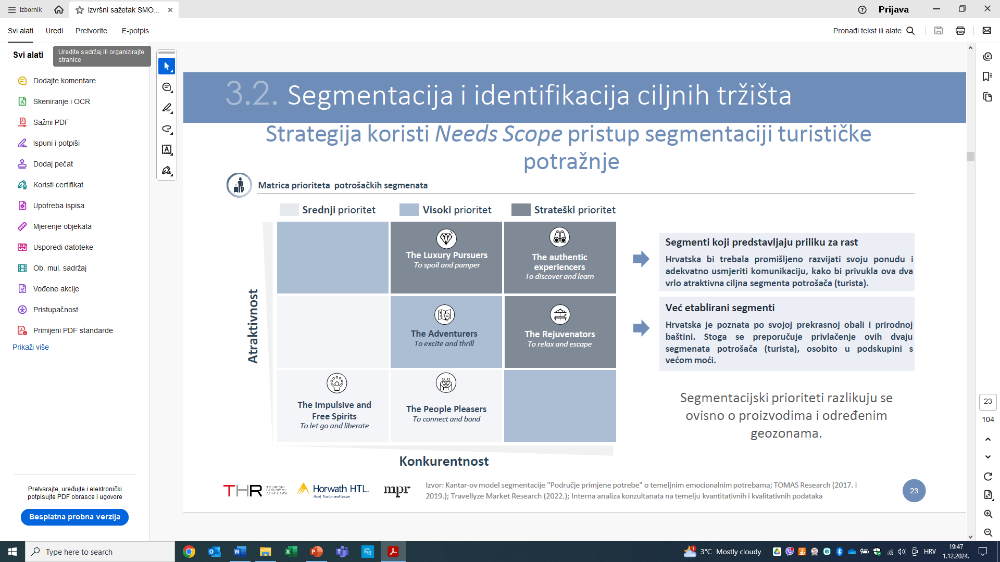 Izbornik
Izvršni sažetak SMO...
Prijava
Svi alati
Uredi
Pretvorite
E-potpis
Pronađi tekst ili alate
Svi alati
Uredite sadržaj ili organizirajte
stranice
Dodajte komentare
Skeniranje i OCR
Sažmi PDF
Ispuni i potpiši
Dodaj pečat
Koristi certifikat
Upotreba ispisa
Mjerenje objekata
Usporedi datoteke
Ob. mul. sadržaj
Vođene akcije
Pristupačnost
Primijeni PDF standarde
Prikaži više
Pretvarajte, uređujte i elektronički
potpisujte PDF obrasce i ugovore
Besplatna probna verzija
3.2. Segmentacija i identifikacija ciljnih tržišta
Strategija koristi Needs Scope pristup segmentaciji turističke
potražnje
Matrica prioriteta potrošačkih segmenata
Srednji prioritet
Visoki prioritet
Strateški prioritet
Atraktivnost
The Luxury Pursuers
To spoil and pamper
The authentic
experiencers
To discover and learn
The Adventurers
To excite and thrill
The Rejuvenators
To relax and escape
The Impulsive and
Free Spirits
To let go and liberate
The People Pleasers
To connect and bond
Konkurentnost
Segmenti koji predstavljaju priliku za rast
Hrvatska bi trebala promišljeno razvijati svoju ponudu i
adekvatno usmjeriti komunikaciju, kako bi privukla ova dva
vrlo atraktivna ciljna segmenta potrošača (turista).
Već etablirani segmenti
Hrvatska je poznata po svojoj prekrasnoj obali i prirodnoj
baštini. Stoga se preporučuje privlačenje ovih dvaju
segmenata potrošača (turista), osobito u podskupini s
većom moći.
Segmentacijski prioriteti razlikuju se
ovisno o proizvodima i određenim
geozonama.
THR TOURISM
INDUSTRY
ADVISORS
Horwath HTL.
Hotel, Tourism and Leisure
mpr
Izvor: Kantar-ov model segmentacije "Područje primjene potrebe" o temeljnim emocionalnim potrebama; TOMAS Research (2017. i
2019.); Travellyze Market Research (2022.); Interna analiza konzultanata na temelju kvantitativnih i kvalitativnih podataka
23
23
104
Type here to search
3°C Mostly cloudy
HRV
19:47
1.12.2024.